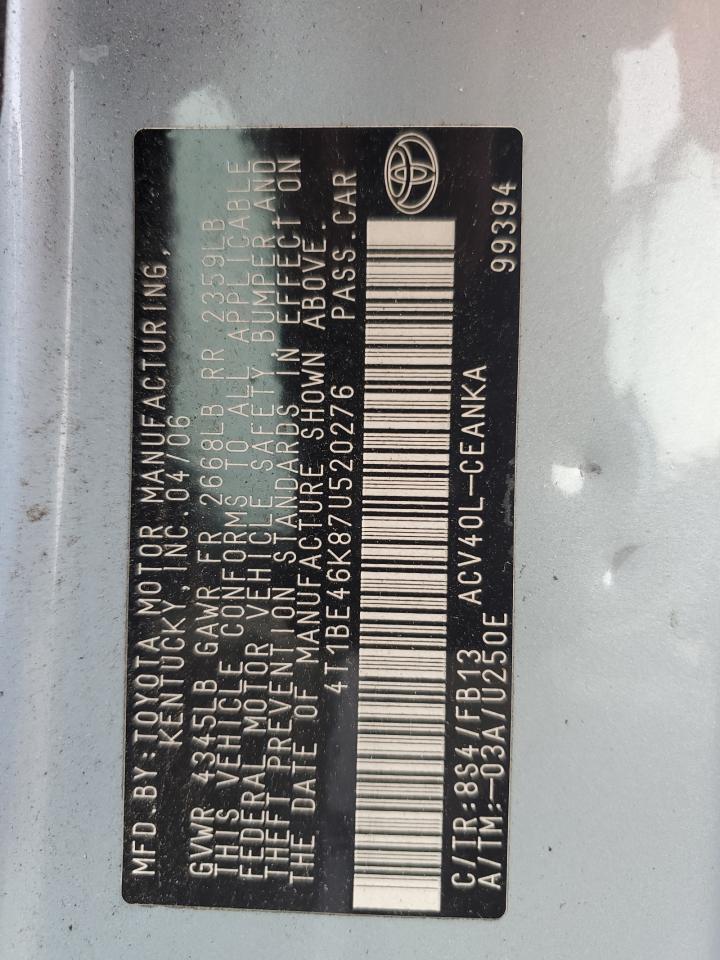 MFD BY:TOYOTA MOTOR MANUFACTURING,
KENTUCKY,INC.04/06
GVWR 4345LB GAWR FR 2668LB RR 2359LB
THIS VEHICLE CONFORMS TO ALL APPLICABLE
FEDERAL MOTOR VEHICLE SAFETY,BUMPER,AND
THEFT PREVENTION STANDARDS IN EFFECT ON
THE DATE OF MANUFACTURE SHOWN ABOVE.
4T1BE46K87U520276 PASS.CAR
C/TR:8S4/FB13 ACV40L-CEANKA
A/TM:-03A/U250E 99394